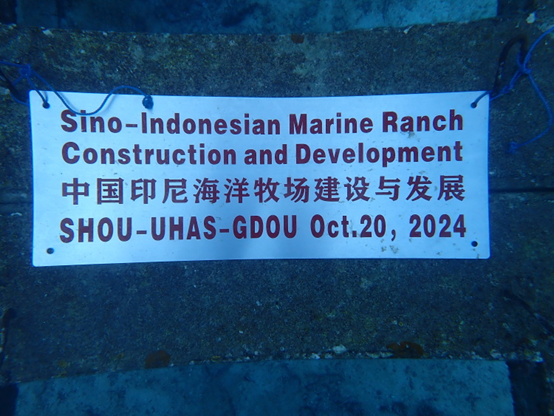 Sino-Indonesian Marine Ranch
Construction and Development
中国印尼海洋牧场建设与发展
SHOU-UHAS-GDOU Oct.20, 2024